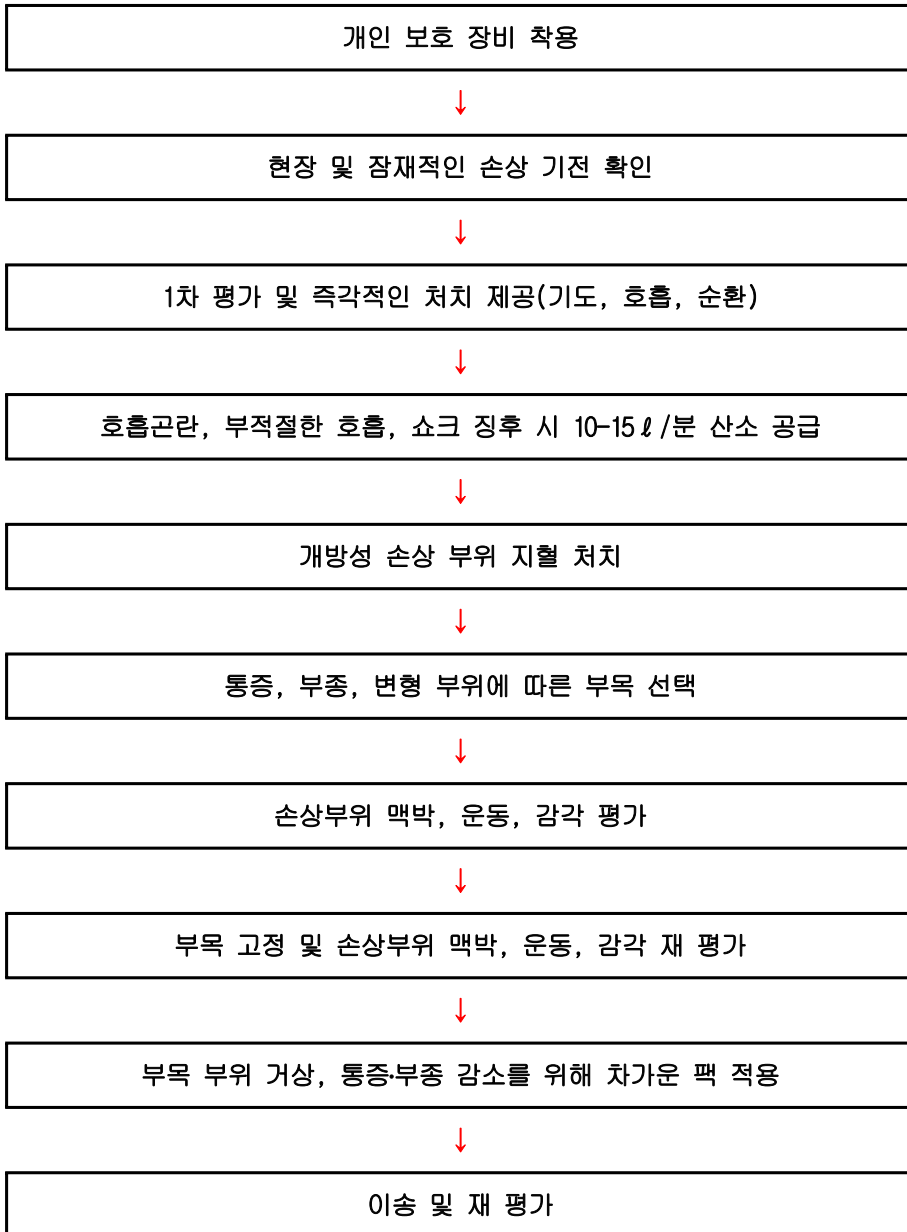 개인 보호 장비 착용
↓
현장 및 잠재적인 손상 기전 확인
↓
1차 평가 및 즉각적인 처치 제공(기도, 호흡, 순환)
↓
호흡곤란, 부적절한 호흡, 쇼크 징후 시 10-15ℓ/분 산소 공급
↓
개방성 손상 부위 지혈 처치
↓
통증, 부종, 변형 부위에 따른 부목 선택
↓
손상부위 맥박, 운동, 감각 평가
↓
부목 고정 및 손상부위 맥박, 운동, 감각 재 평가
↓
부목 부위 거상, 통증·부종 감소를 위해 차가운 팩 적용
↓
이송 및 재 평가